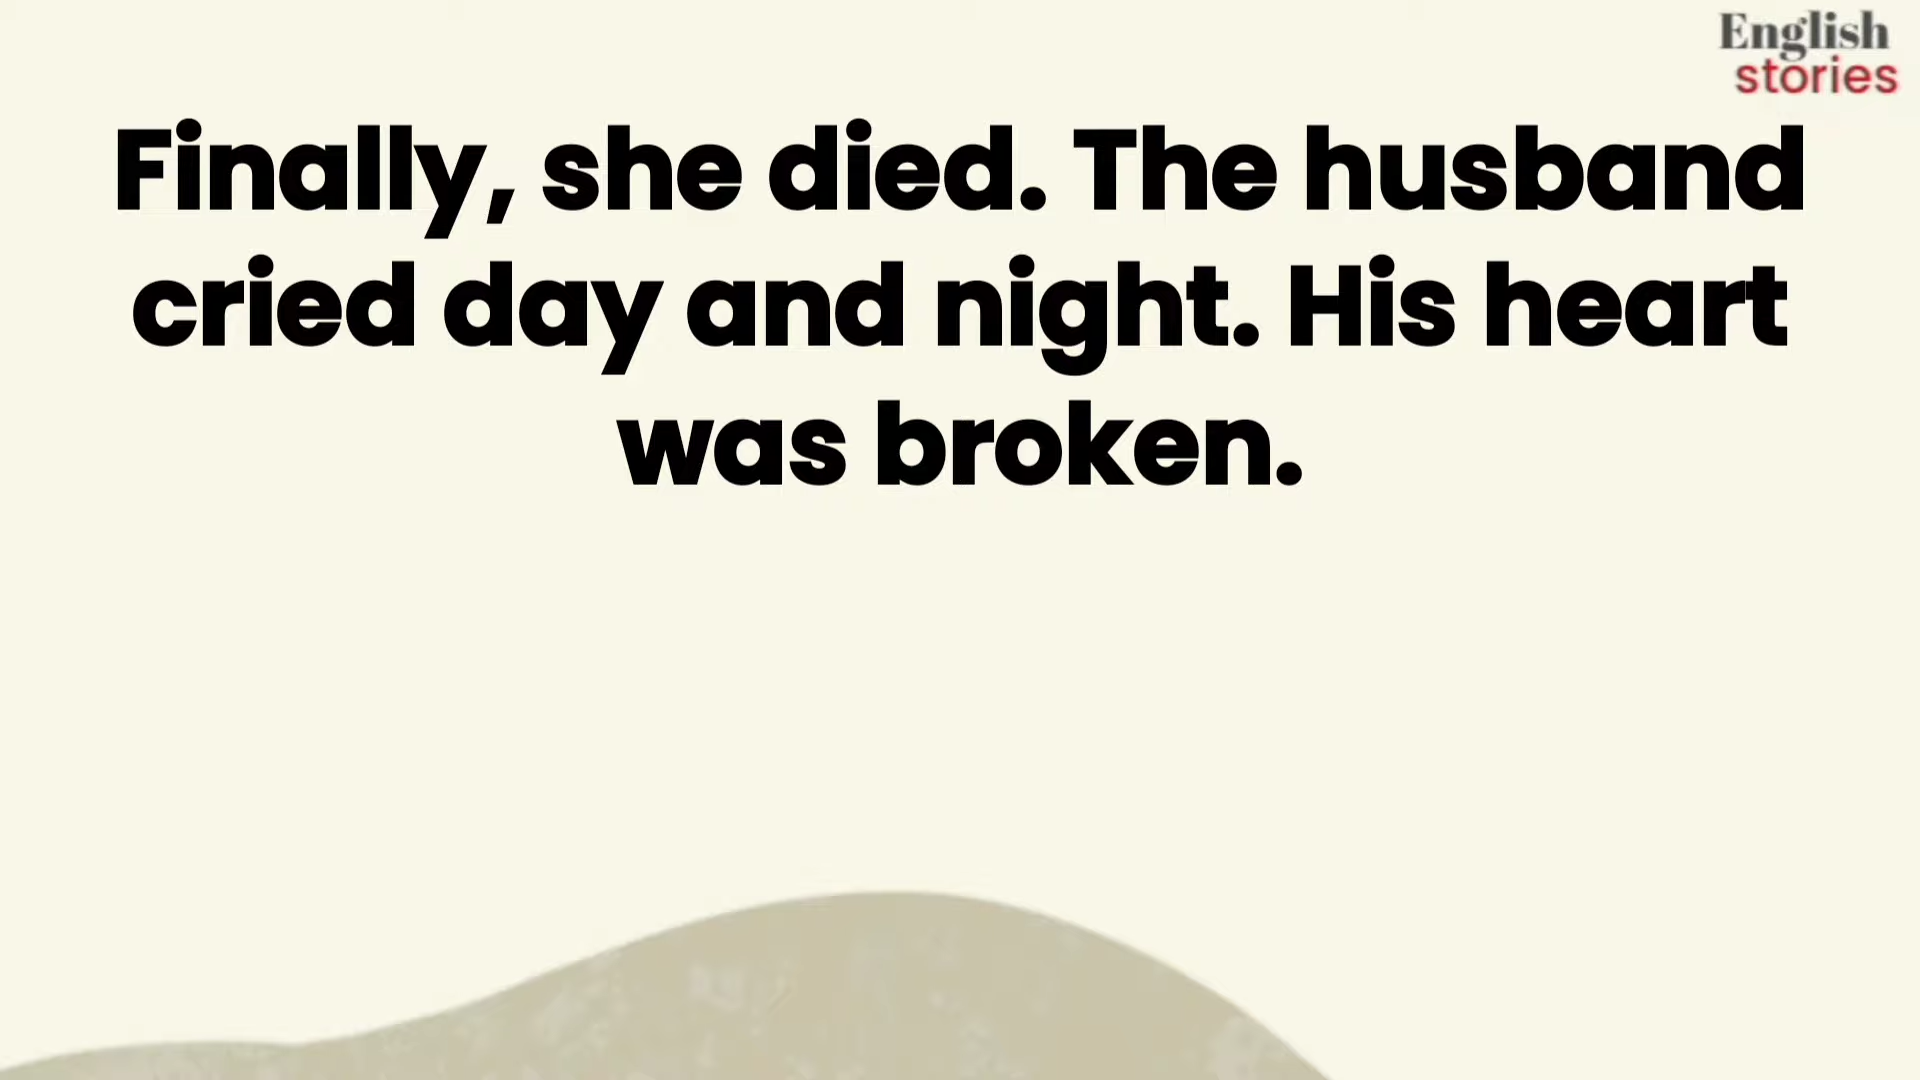 English
stories
Finally, she died. The husband
cried day and night. His heart
was broken.